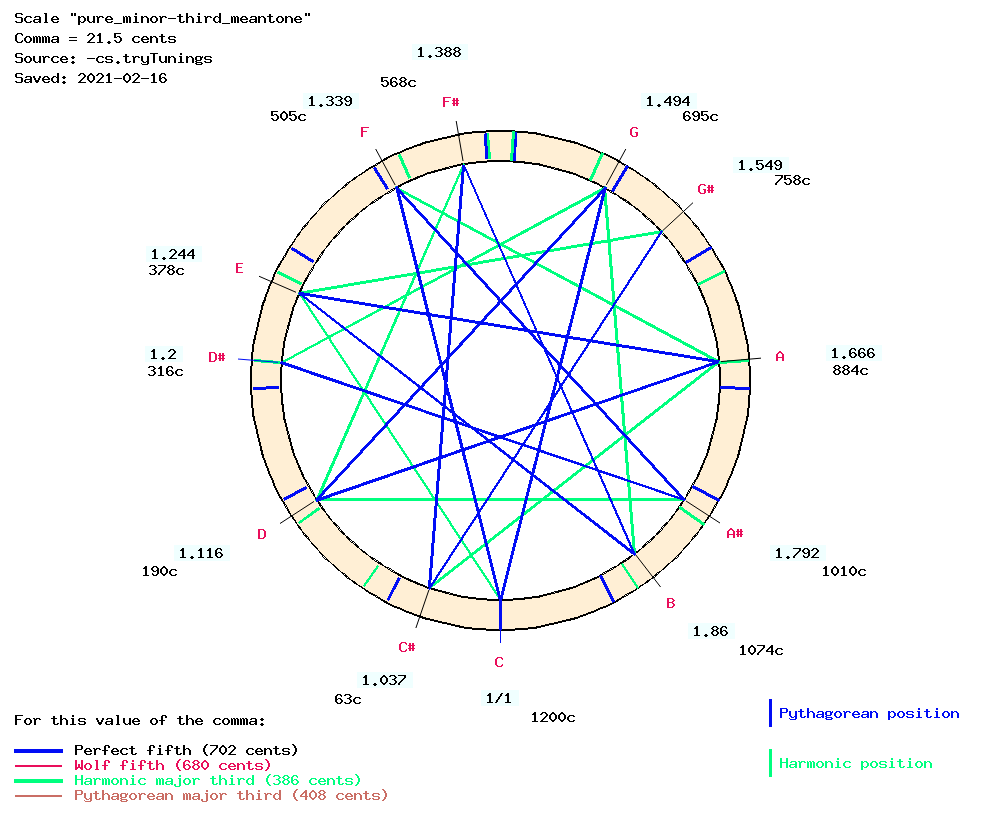 Scale "pure_minor-third_meantone"
Comma = 21.5 cents
Source: -cs.tryTunings
Saved: 2021-02-16
1.388
568c
F#
1.339
505c
F
1.494
695c
G
1.549
758c
G#
1.244
378c
E
1.2
316c
D#
1.666
884c
A
1.116
190c
D
1.792
1010c
A#
1.86
1074c
B
1.037
63c
C#
C
1/1
1200c
For this value of the comma:
Perfect fifth (702 cents)
Wolf fifth (680 cents)
Harmonic major third (386 cents)
Pythagorean major third (408 cents)
Pythagorean position
Harmonic position